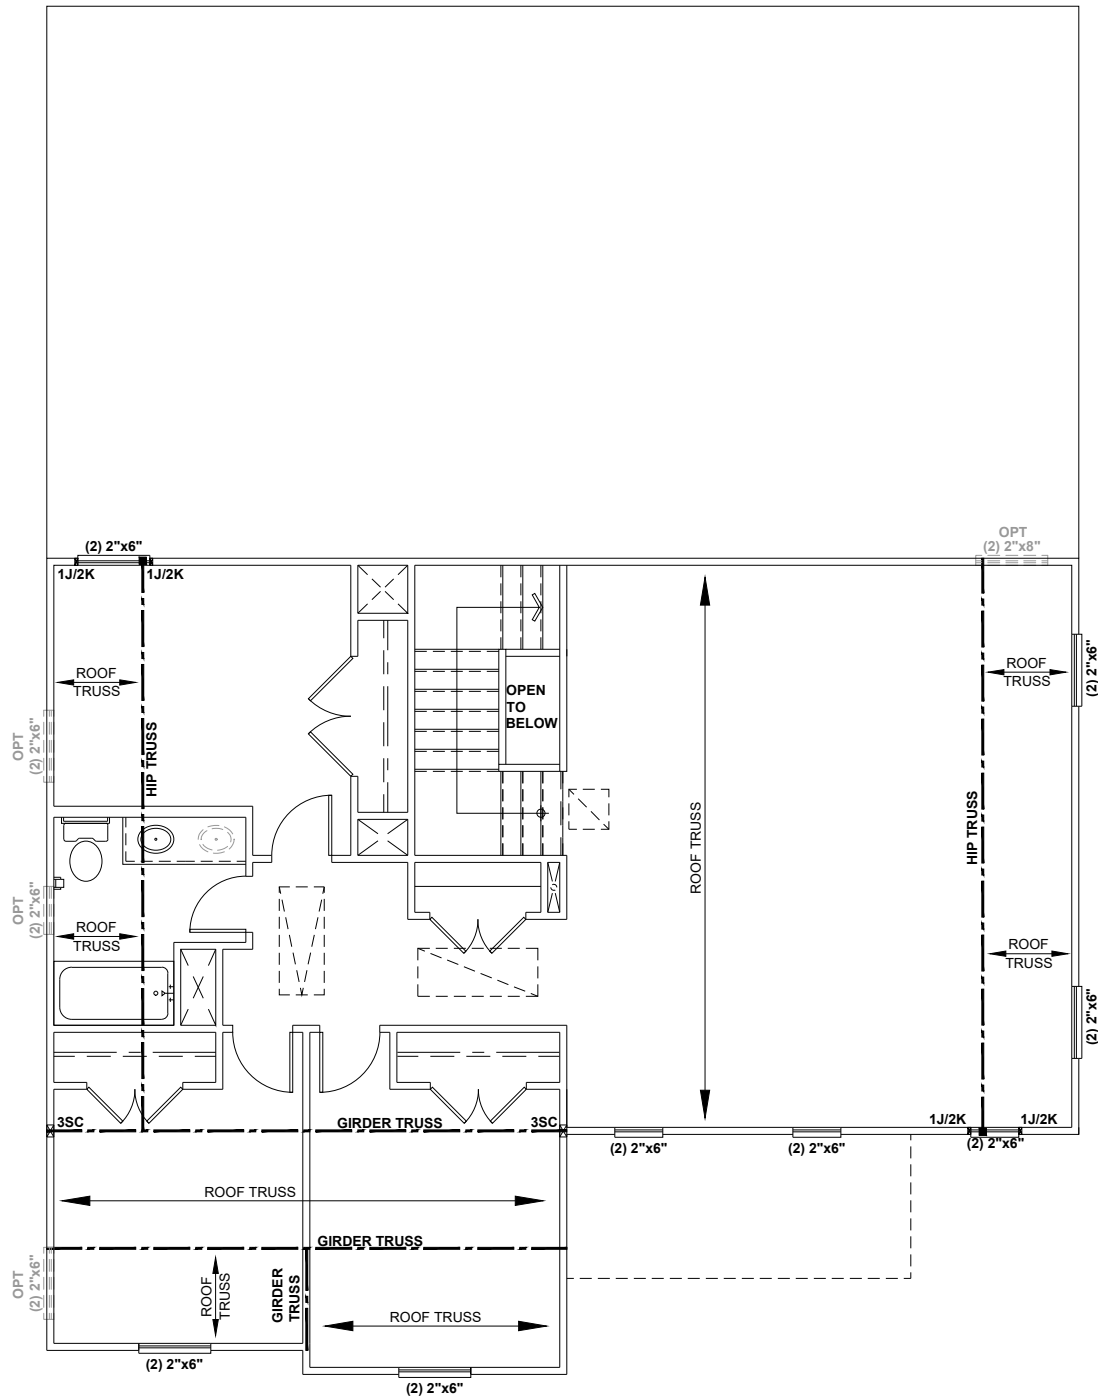 OPT
(2) 2"x8"
(2) 2"x6"
1J/2K
1J/2K
ROOF
TRUSS
ROOF
TRUSS
(2) 2"x6"
OPEN
TO
BELOW
OPT
(2) 2"x6"
HIP TRUSS
ROOF TRUSS
HIP TRUSS
OPT
(2) 2"x6"
ROOF
TRUSS
ROOF
TRUSS
(2) 2"x6"
3SC
GIRDER TRUSS
3SC
1J/2K
1J/2K
(2) 2"x6"
(2) 2"x6"
(2) 2"x6"
ROOF TRUSS
GIRDER TRUSS
OPT
(2) 2"x6"
ROOF
TRUSS
GIRDER
TRUSS
ROOF TRUSS
(2) 2"x6"
(2) 2"x6"